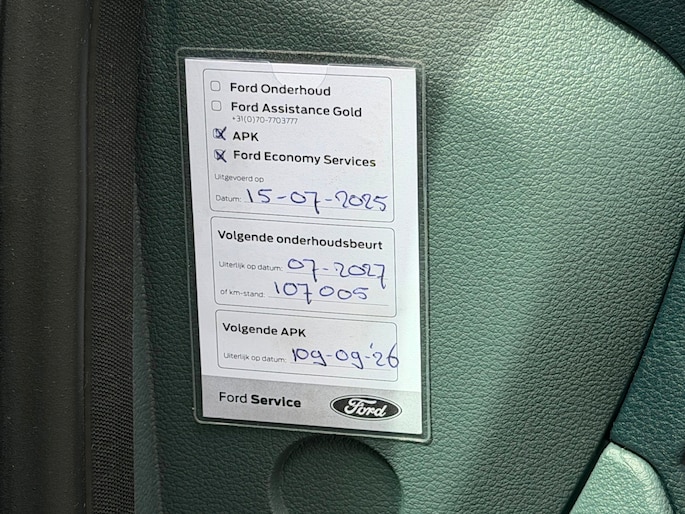 Ford Onderhoud
Ford Assistance Gold
+31(0)70-7703777
APK
Ford Economy Services
Uitgevoerd op
Datum: 15-07-2025
Volgende onderhoudsbeurt
Uiterlijk op datum: 07-2027
of km-stand: 107005
Volgende APK
Uiterlijk op datum: 109-09-'26
Ford Service
Ford